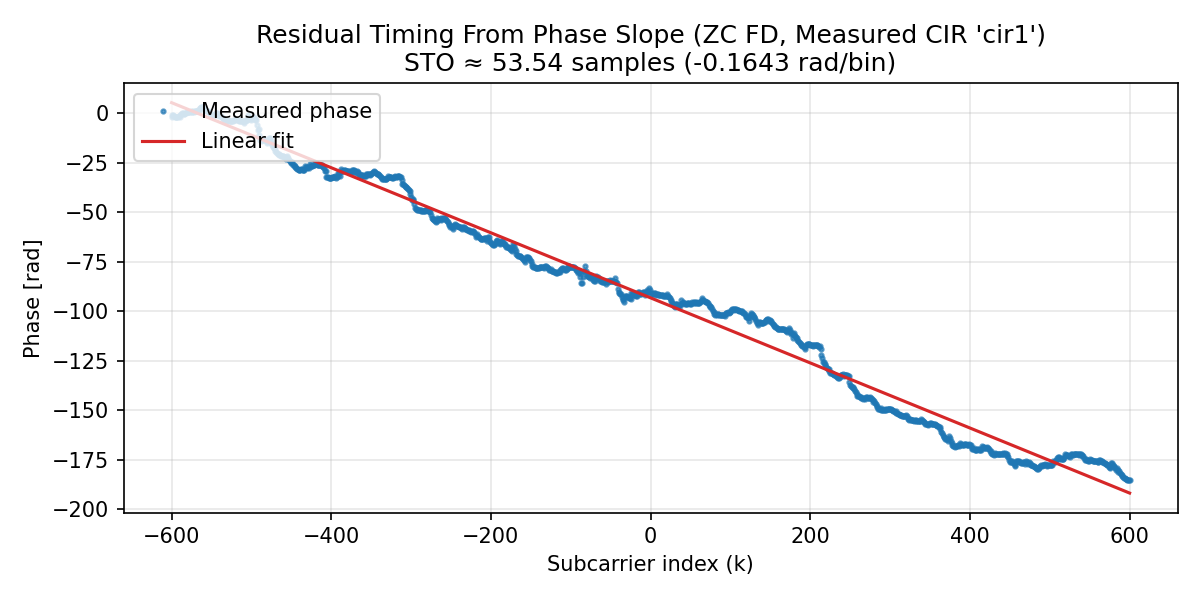 Residual Timing From Phase Slope (ZC FD, Measured CIR 'cir1')
STO ≈ 53.54 samples (-0.1643 rad/bin)
Measured phase
Linear fit
Phase [rad]
0
−25
−50
−75
−100
−125
−150
−175
−200
−600
−400
−200
0
200
400
600
Subcarrier index (k)